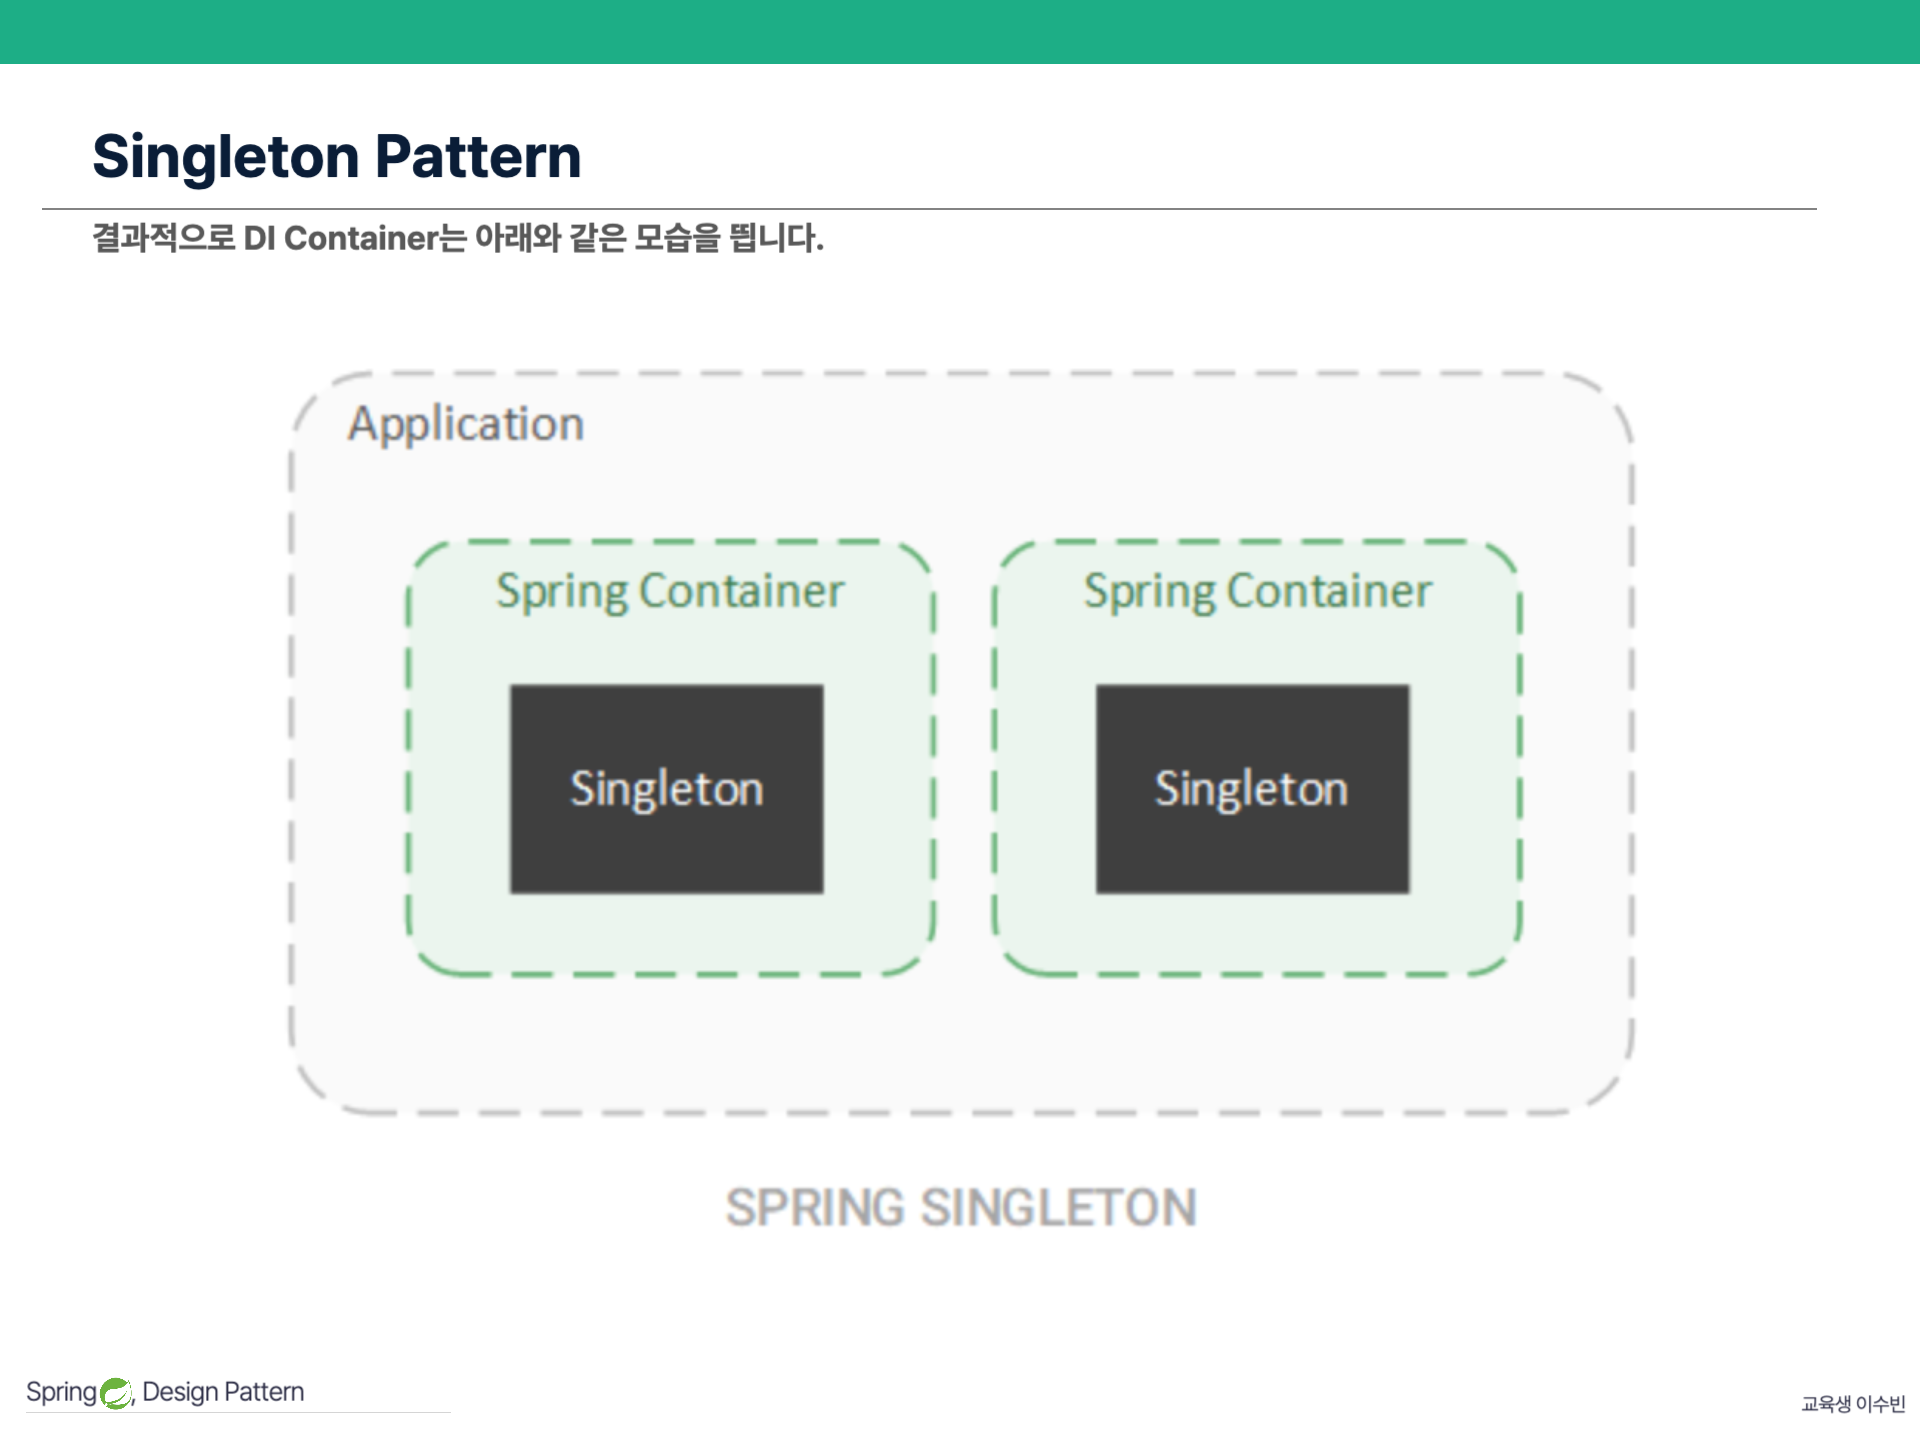 Singleton Pattern
결과적으로 DI Container는 아래와 같은 모습을 띕니다.
Application
Spring Container
Singleton
Spring Container
Singleton
SPRING SINGLETON
Spring, Design Pattern
교육생 이수빈